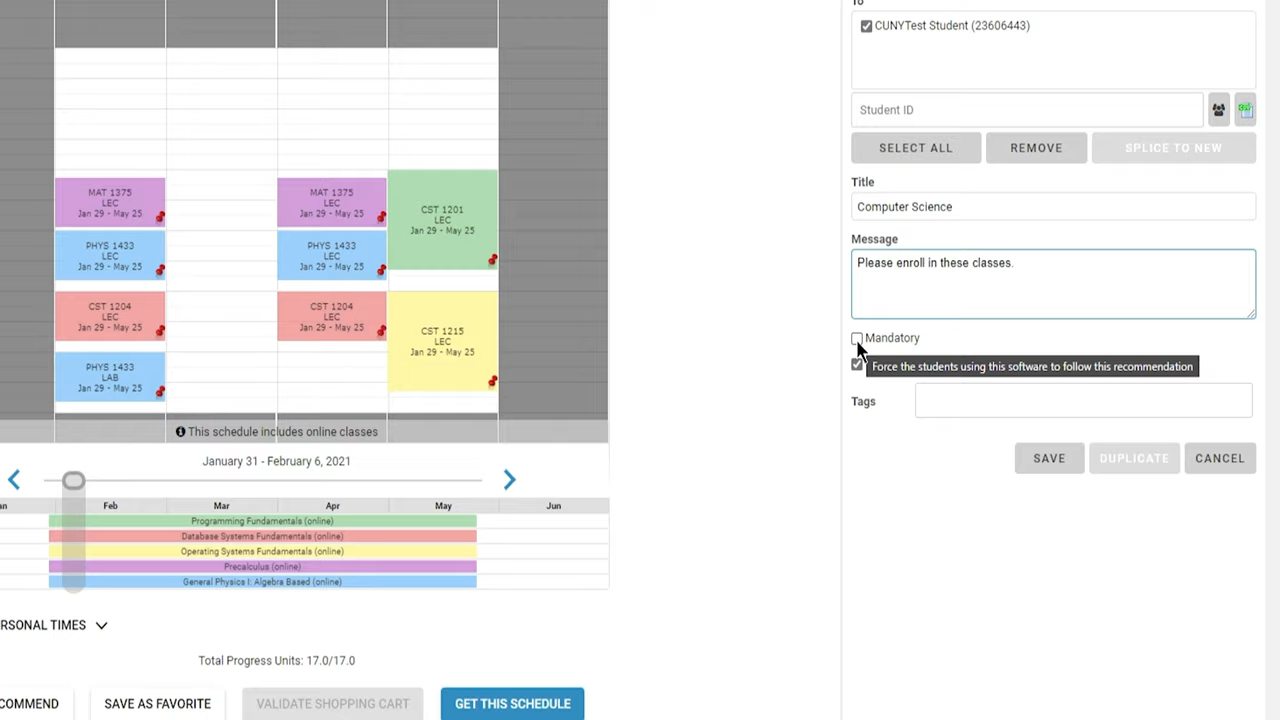 MAT 1375
LEC
Jan 29 - May 25
MAT 1375
LEC
Jan 29 - May 25
CST 1201
LEC
Jan 29 - May 25
PHYS 1433
LEC
Jan 29 - May 25
PHYS 1433
LEC
Jan 29 - May 25
CST 1204
LEC
Jan 29 - May 25
CST 1204
LEC
Jan 29 - May 25
CST 1215
LEC
Jan 29 - May 25
PHYS 1433
LAB
Jan 29 - May 25
This schedule includes online classes
January 31 - February 6, 2021
Feb Mar Apr May Jun
Programming Fundamentals (online)
Database Systems Fundamentals (online)
Operating Systems Fundamentals (online)
Precalculus (online)
General Physics I: Algebra Based (online)
RSONAL TIMES
Total Progress Units: 17.0/17.0
COMMEND SAVE AS FAVORITE VALIDATE SHOPPING CART GET THIS SCHEDULE
To
CUNYTest Student (23606443)
Student ID
SELECT ALL REMOVE SPLICE TO NEW
Title
Computer Science
Message
Please enroll in these classes.
Mandatory
Force the students using this software to follow this recommendation
Tags
SAVE DUPLICATE CANCEL